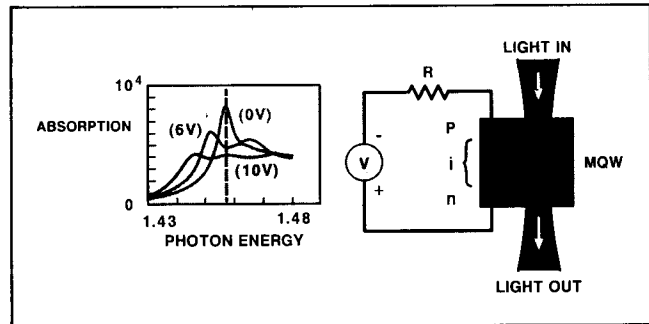 10⁴
ABSORPTION
(0V)
(6V)
(10V)
0
1.43
1.48
PHOTON ENERGY
LIGHT IN
R
-
V
+
P
i
n
MQW
LIGHT OUT